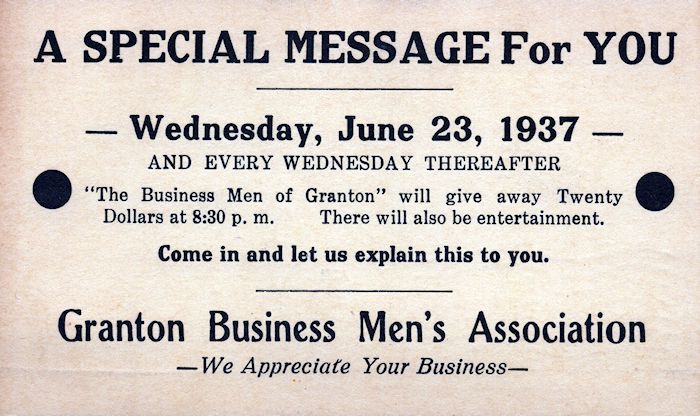 A SPECIAL MESSAGE For YOU
— Wednesday, June 23, 1937 —
AND EVERY WEDNESDAY THEREAFTER
"The Business Men of Granton" will give away Twenty
Dollars at 8:30 p. m. There will also be entertainment.
Come in and let us explain this to you.
Granton Business Men's Association
—We Appreciate Your Business—